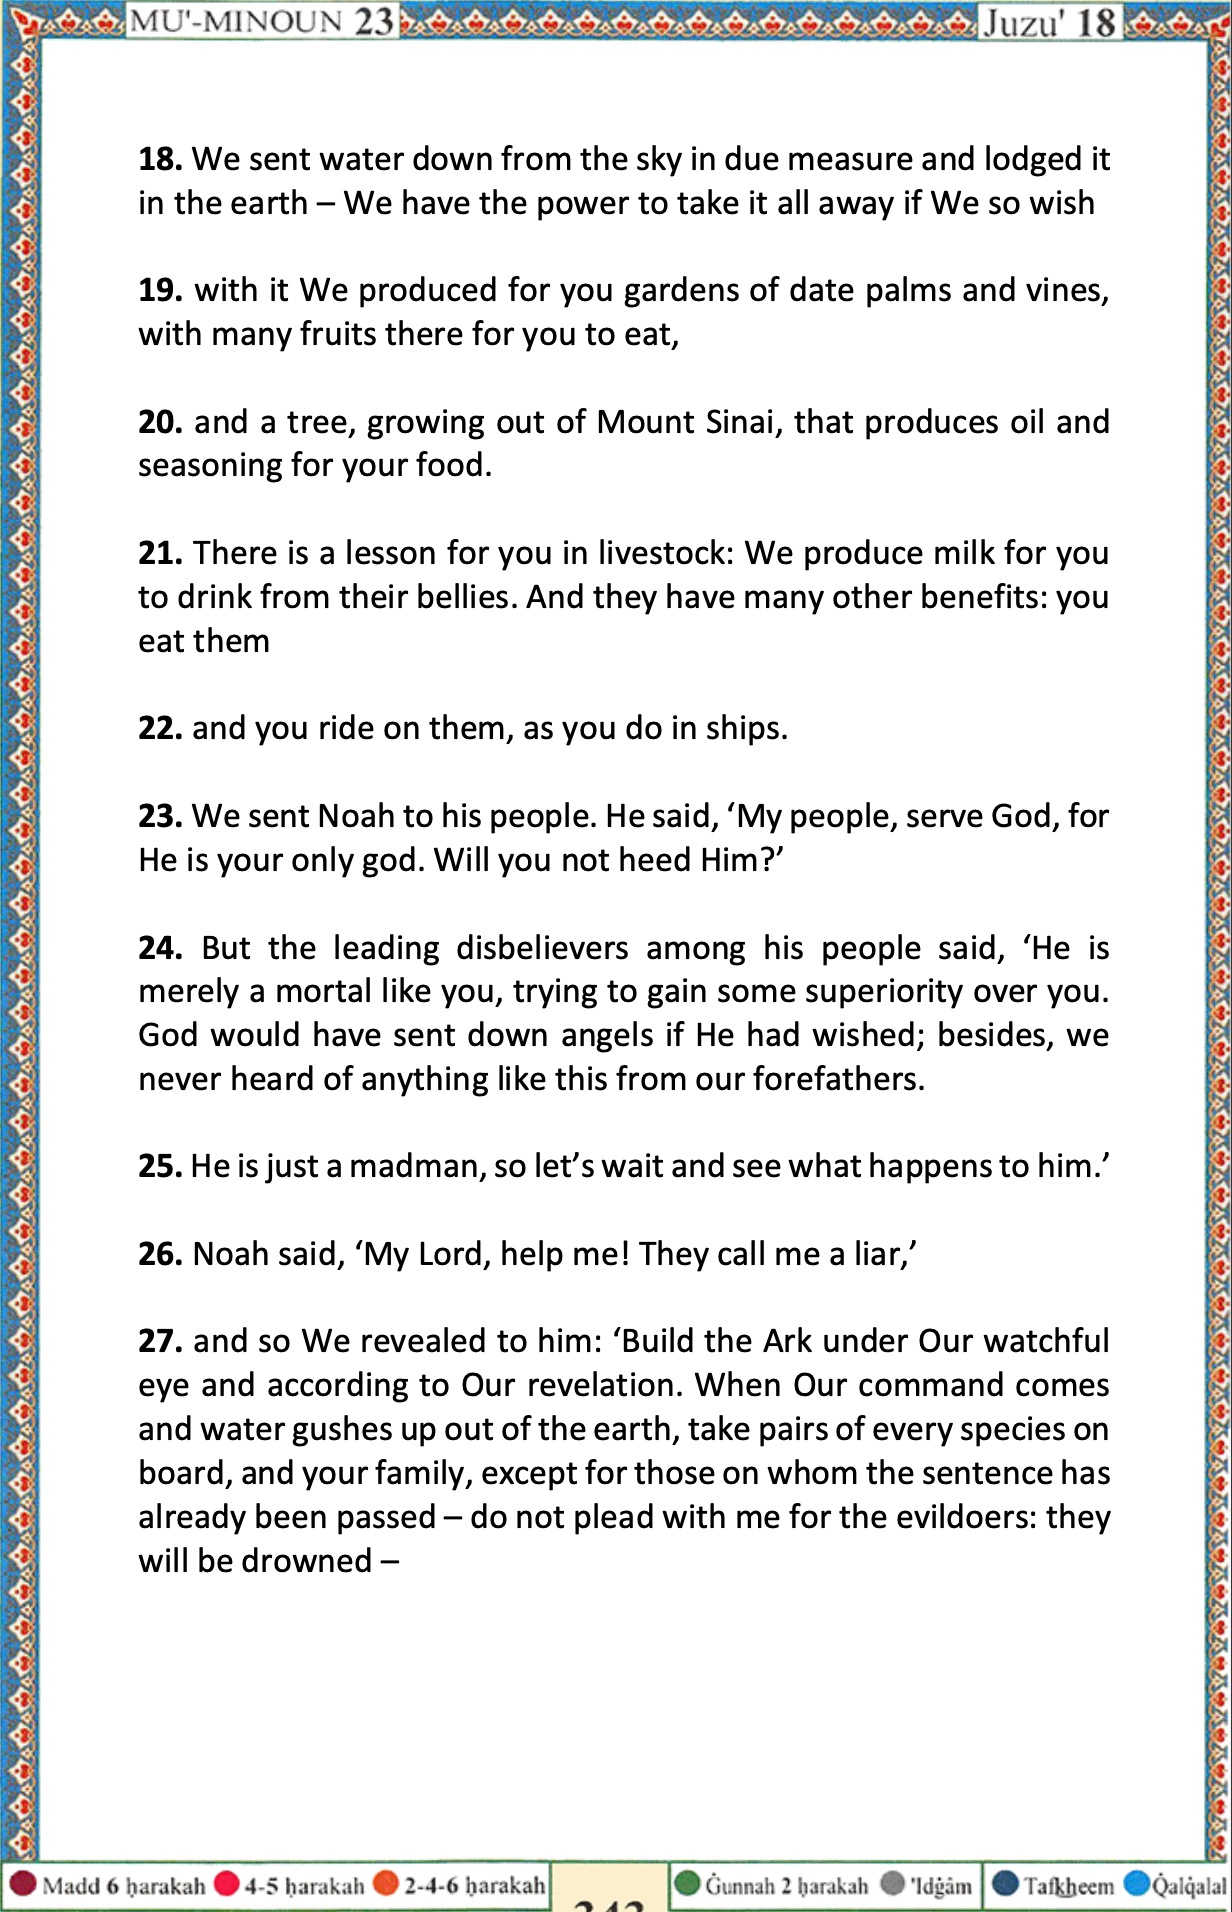 MU'-MINOUN 23
Juzu' 18
18. We sent water down from the sky in due measure and lodged it
in the earth – We have the power to take it all away if We so wish
19. with it We produced for you gardens of date palms and vines,
with many fruits there for you to eat,
20. and a tree, growing out of Mount Sinai, that produces oil and
seasoning for your food.
21. There is a lesson for you in livestock: We produce milk for you
to drink from their bellies. And they have many other benefits: you
eat them
22. and you ride on them, as you do in ships.
23. We sent Noah to his people. He said, ‘My people, serve God, for
He is your only god. Will you not heed Him?’
24. But the leading disbelievers among his people said, ‘He is
merely a mortal like you, trying to gain some superiority over you.
God would have sent down angels if He had wished; besides, we
never heard of anything like this from our forefathers.
25. He is just a madman, so let’s wait and see what happens to him.’
26. Noah said, ‘My Lord, help me! They call me a liar,’
27. and so We revealed to him: ‘Build the Ark under Our watchful
eye and according to Our revelation. When Our command comes
and water gushes up out of the earth, take pairs of every species on
board, and your family, except for those on whom the sentence has
already been passed – do not plead with me for the evildoers: they
will be drowned –
Madd 6 ḥarakah 4-5 ḥarakah 2-4-6 ḥarakah
Ġunnah 2 ḥarakah 'Idġâm Tafkheem Q̇alq̇alal